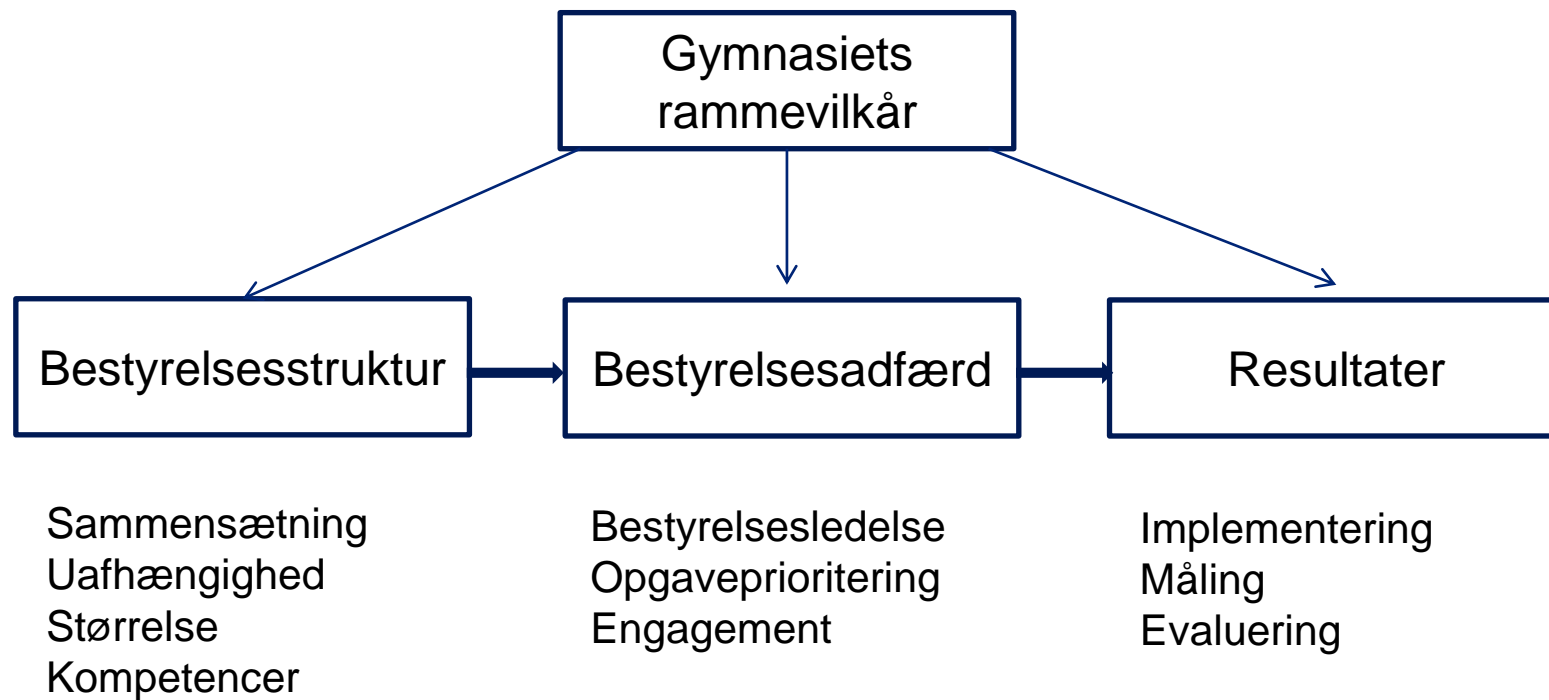 Gymnasiets
rammevilkår
Bestyrelsesstruktur
Bestyrelsesadfærd
Resultater
Sammensætning
Uafhængighed
Størrelse
Kompetencer
Bestyrelsesledelse
Opgaveprioritering
Engagement
Implementering
Måling
Evaluering